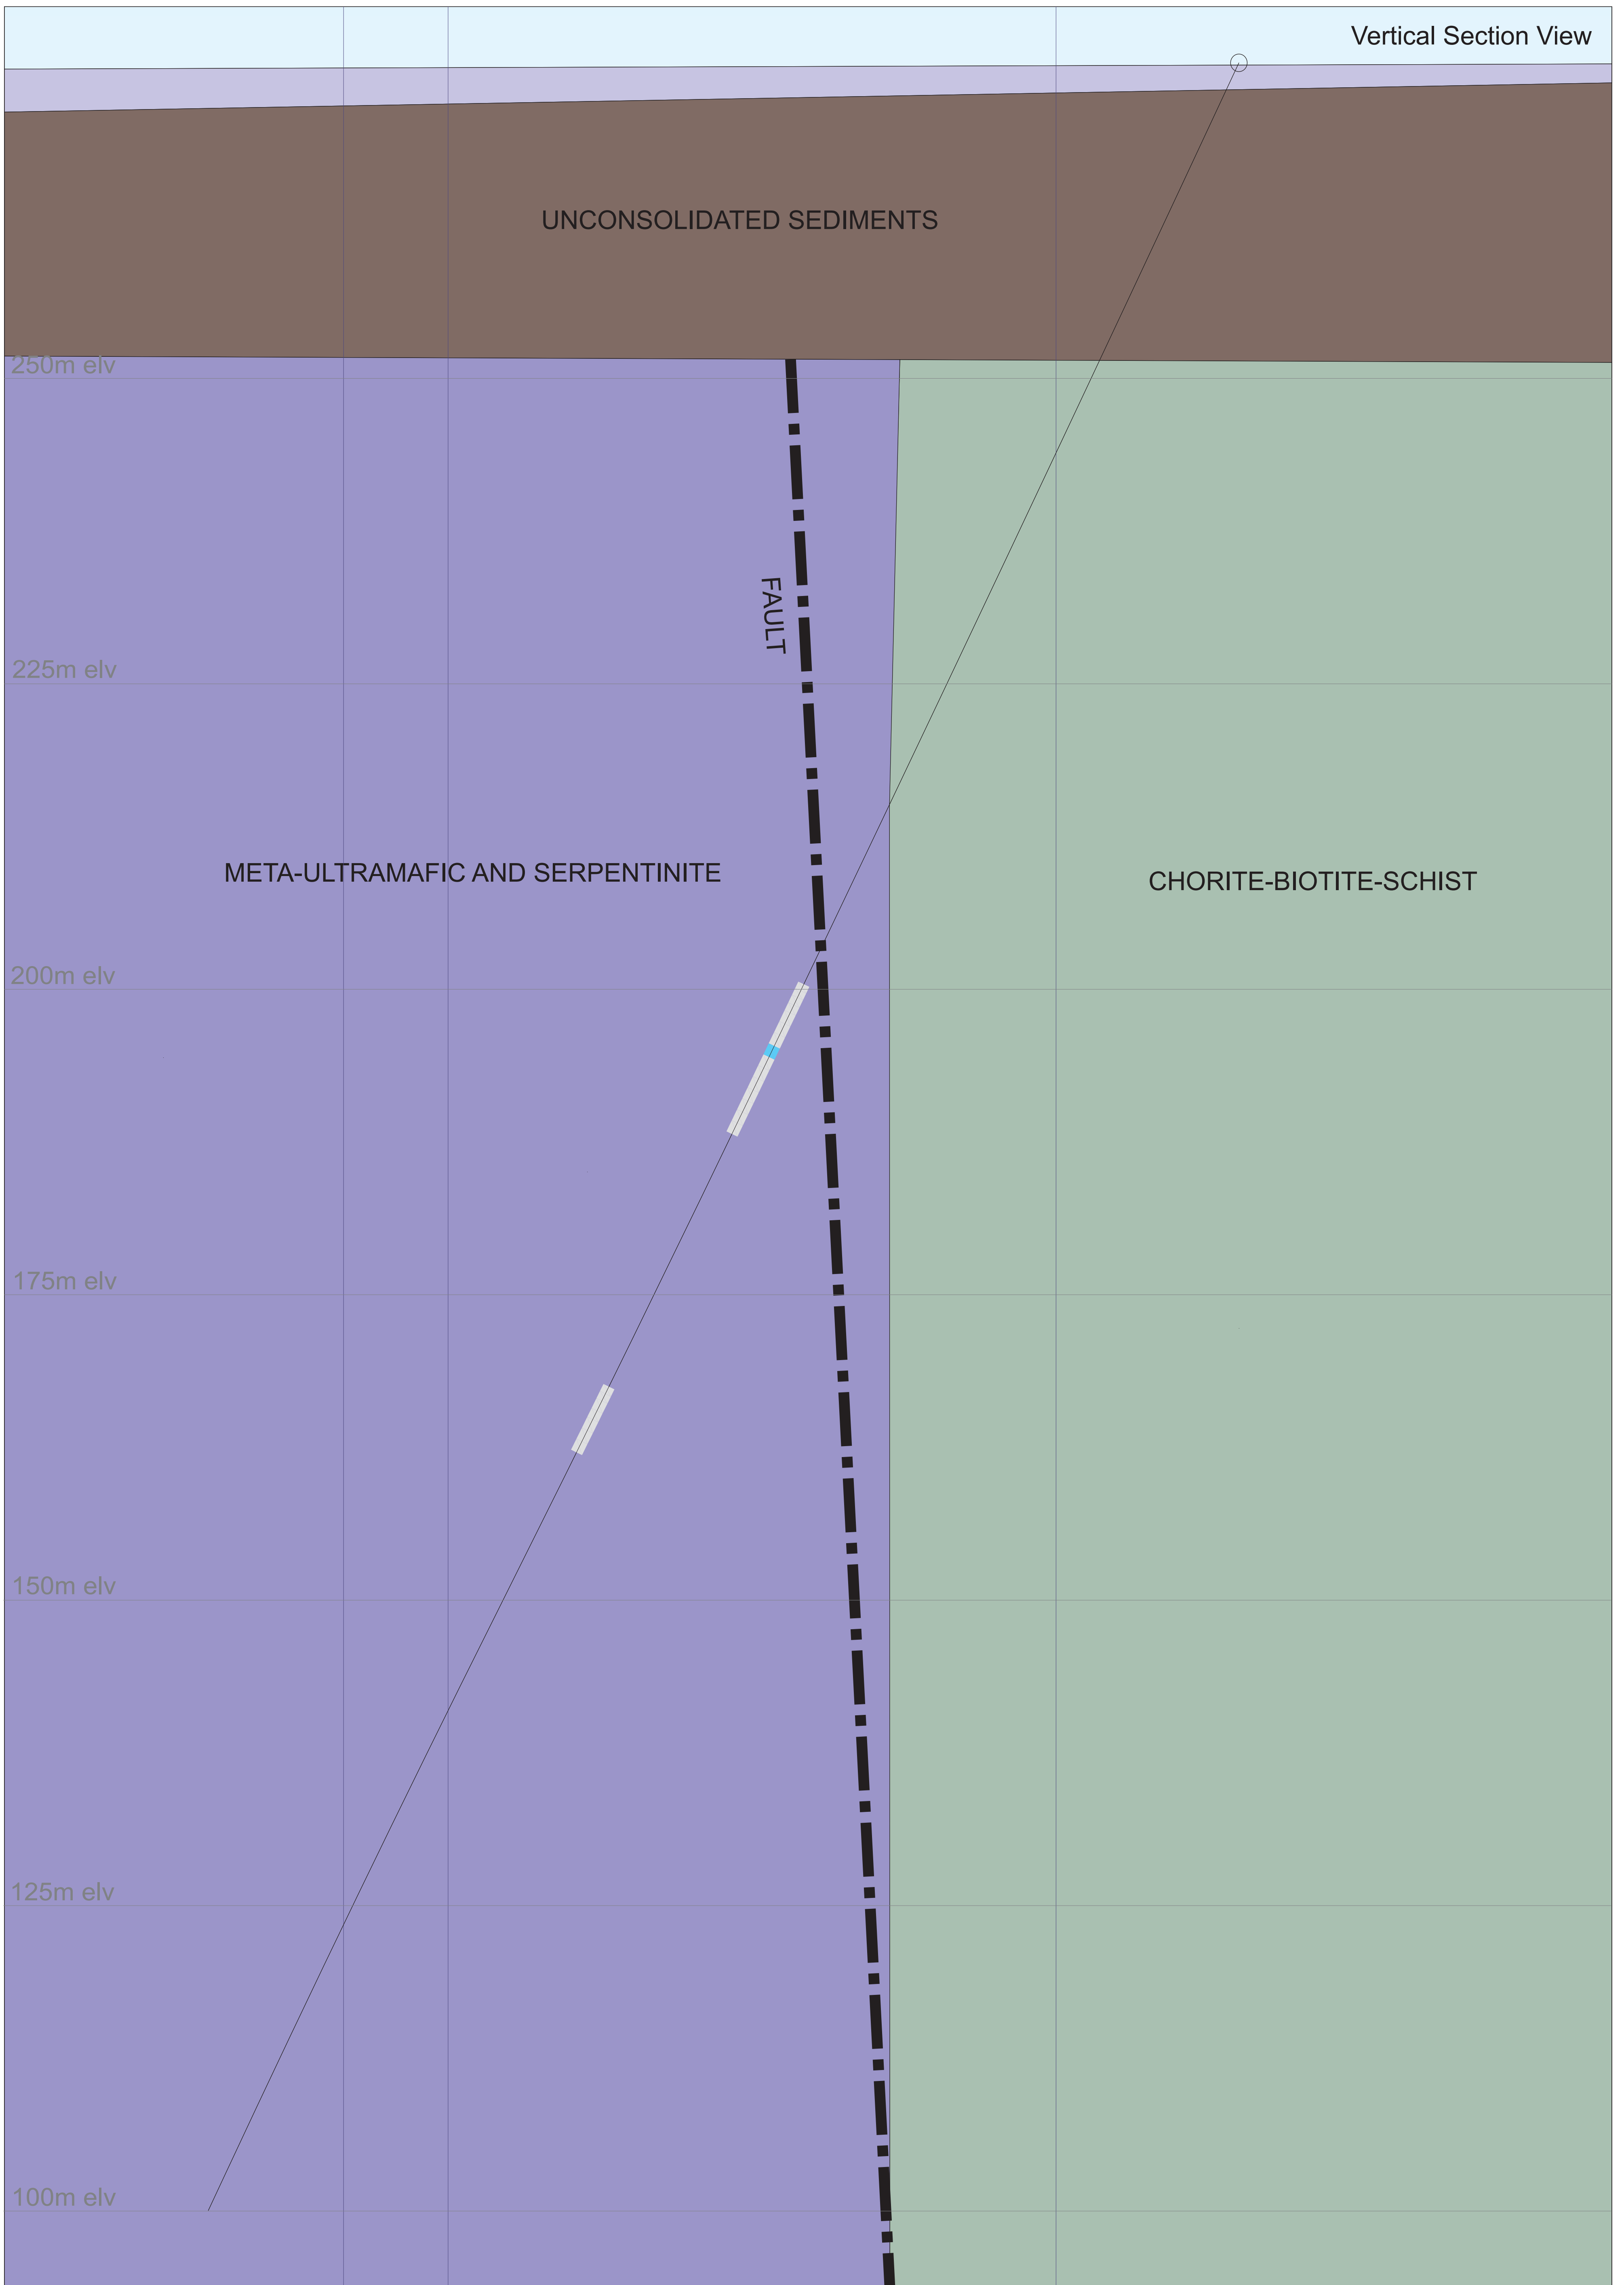 Vertical Section View
UNCONSOLIDATED SEDIMENTS
250m elv
FAULT
225m elv
META-ULTRAMAFIC AND SERPENTINITE
CHORITE-BIOTITE-SCHIST
200m elv
175m elv
150m elv
125m elv
100m elv